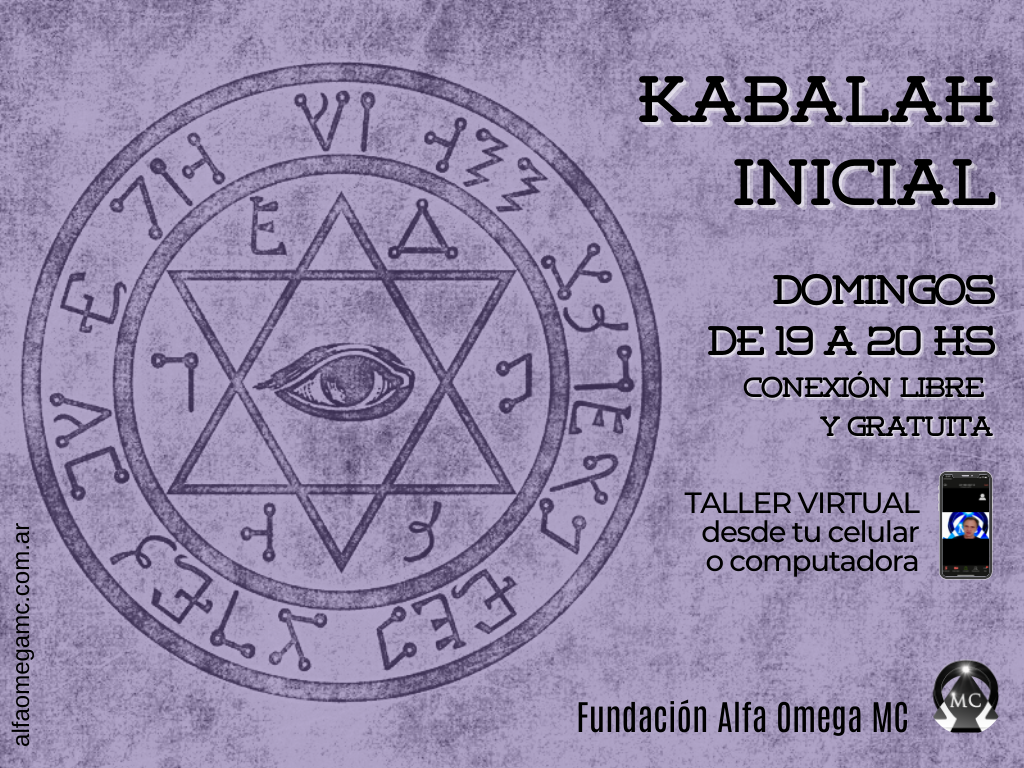 KABALAH
INICIAL
DOMINGOS
DE 19 A 20 HS
CONEXIÓN LIBRE
Y GRATUITA
TALLER VIRTUAL
desde tu celular
o computadora
Fundación Alfa Omega MC
MC
alfaomegamc.com.ar